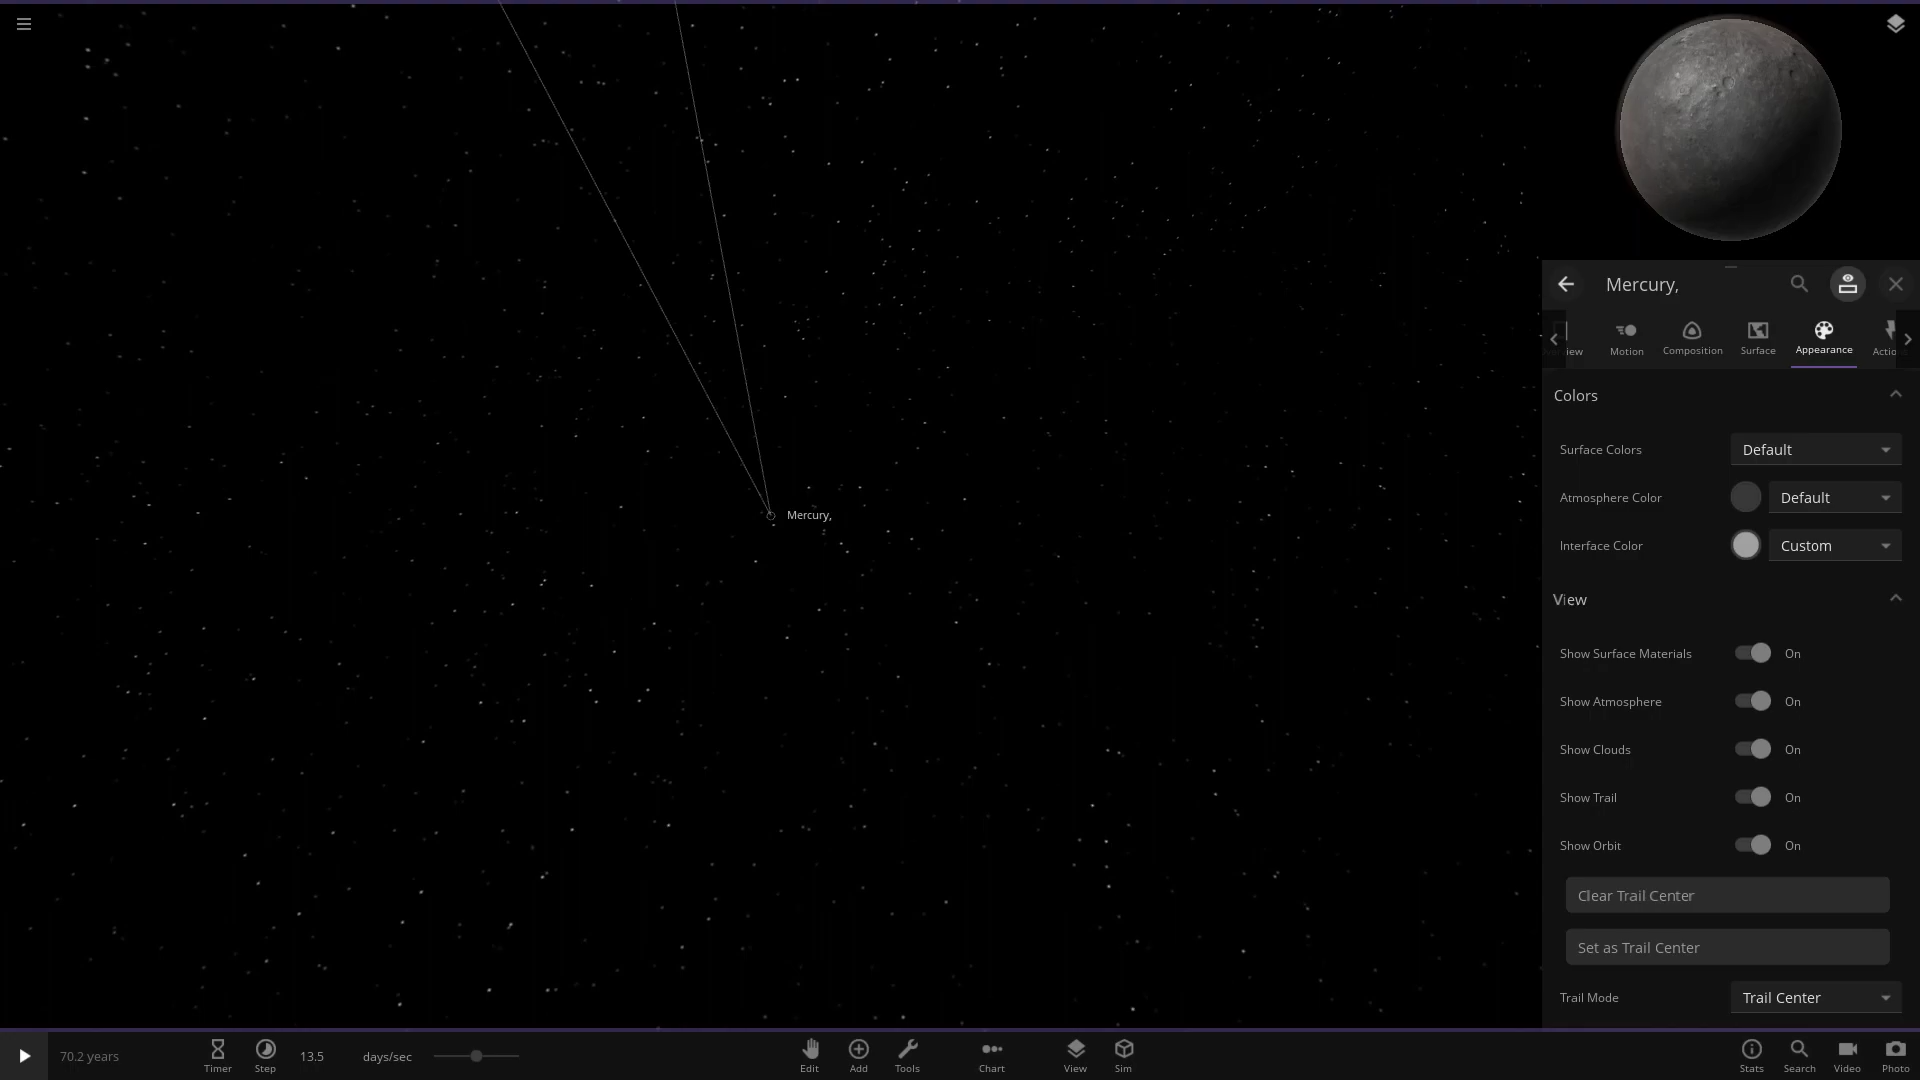 Mercury,
iew
Motion
Composition
Surface
Appearance
Actio
Colors
Surface Colors
Default
Atmosphere Color
Default
Interface Color
Custom
View
Show Surface Materials
On
Show Atmosphere
On
Show Clouds
On
Show Trail
On
Show Orbit
On
Clear Trail Center
Set as Trail Center
Trail Mode
Trail Center
Mercury,
70.2 years
Timer
Step
13.5
days/sec
Edit
Add
Tools
Chart
View
Sim
Stats
Search
Video
Photo